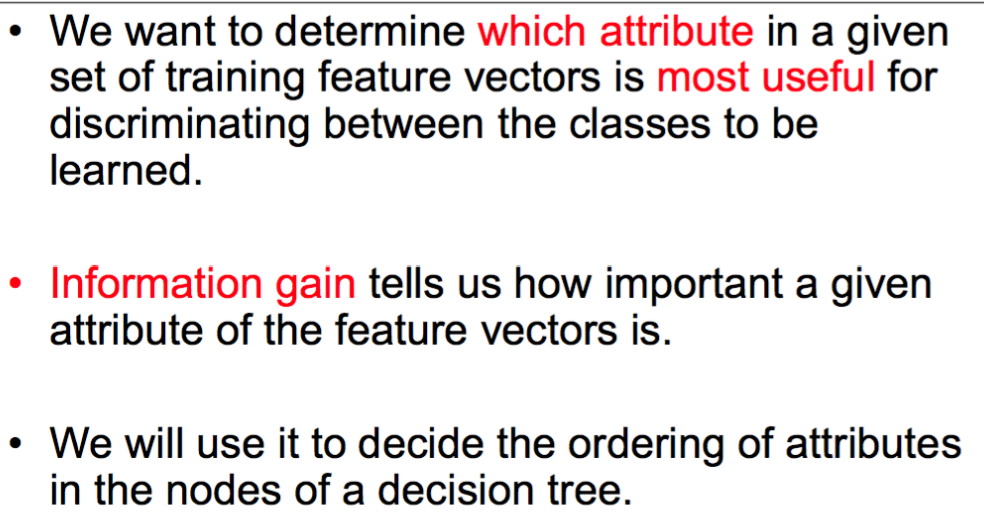 • We want to determine which attribute in a given
set of training feature vectors is most useful for
discriminating between the classes to be
learned.
• Information gain tells us how important a given
attribute of the feature vectors is.
• We will use it to decide the ordering of attributes
in the nodes of a decision tree.